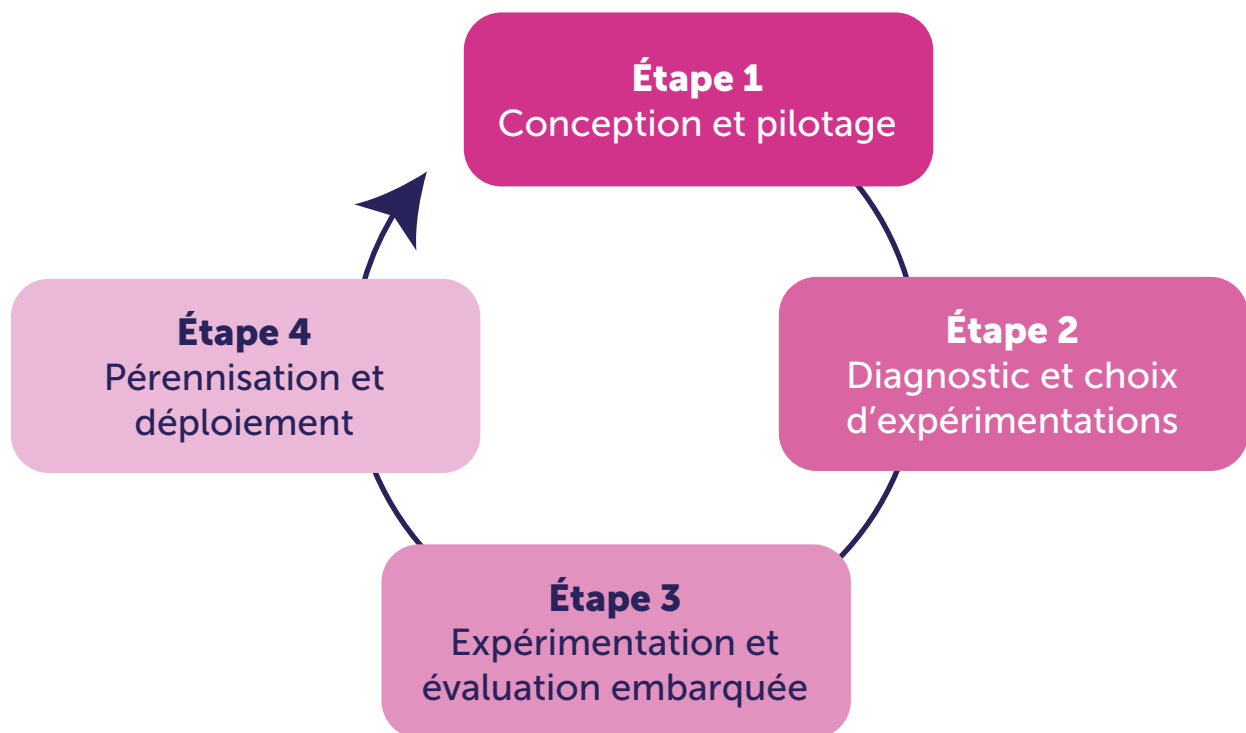 Étape 1
Conception et pilotage
Étape 2
Diagnostic et choix
d’expérimentations
Étape 3
Expérimentation et
évaluation embarquée
Étape 4
Pérennisation et
déploiement